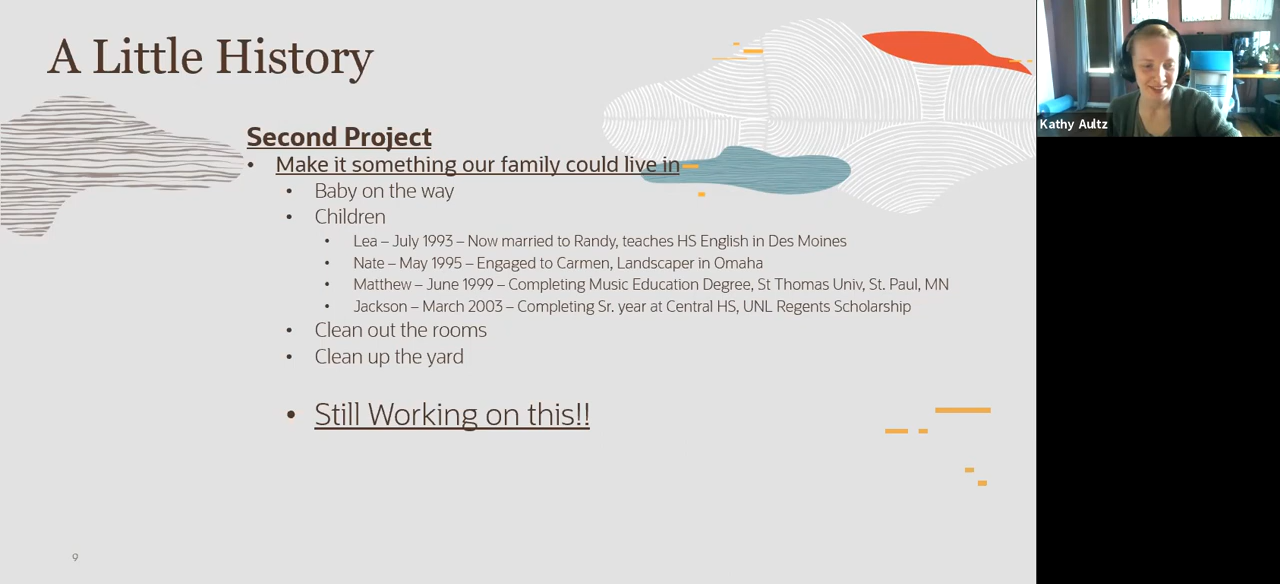 A Little History
Second Project
• Make it something our family could live in
• Baby on the way
• Children
• Lea – July 1993 – Now married to Randy, teaches HS English in Des Moines
• Nate – May 1995 – Engaged to Carmen, Landscaper in Omaha
• Matthew – June 1999 – Completing Music Education Degree, St Thomas Univ, St. Paul, MN
• Jackson – March 2003 – Completing Sr. year at Central HS, UNL Regents Scholarship
• Clean out the rooms
• Clean up the yard
• Still Working on this!!
9
Kathy Aultz